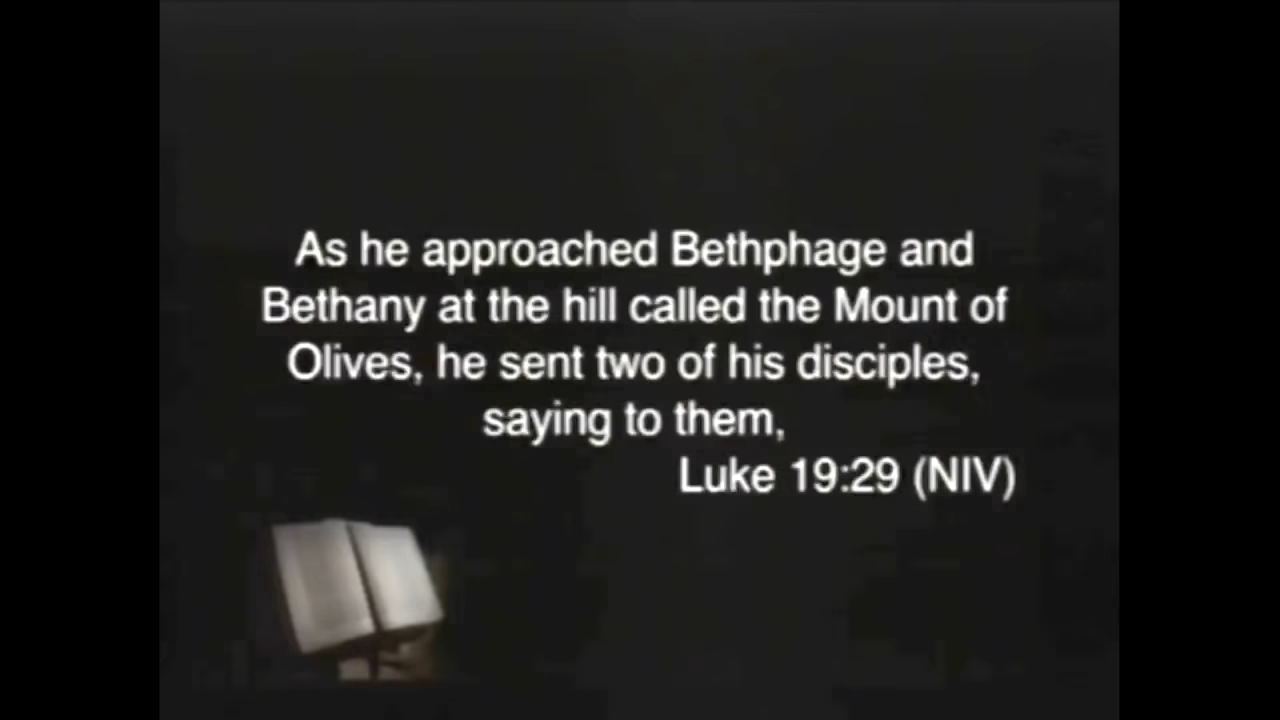 As he approached Bethphage and
Bethany at the hill called the Mount of
Olives, he sent two of his disciples,
saying to them,
Luke 19:29 (NIV)